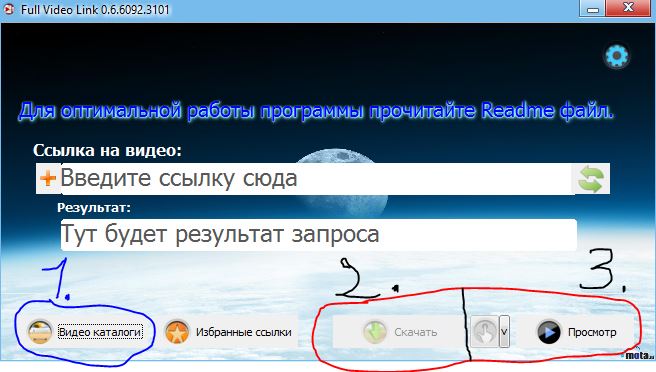 Full Video Link 0.6.6092.3101
Для оптимальной работы программы прочитайте Readme файл.
Ссылка на видео:
Введите ссылку сюда
Результат:
Тут будет результат запроса
1. 2. 3.
Видео каталоги Избранные ссылки Скачать v Просмотр